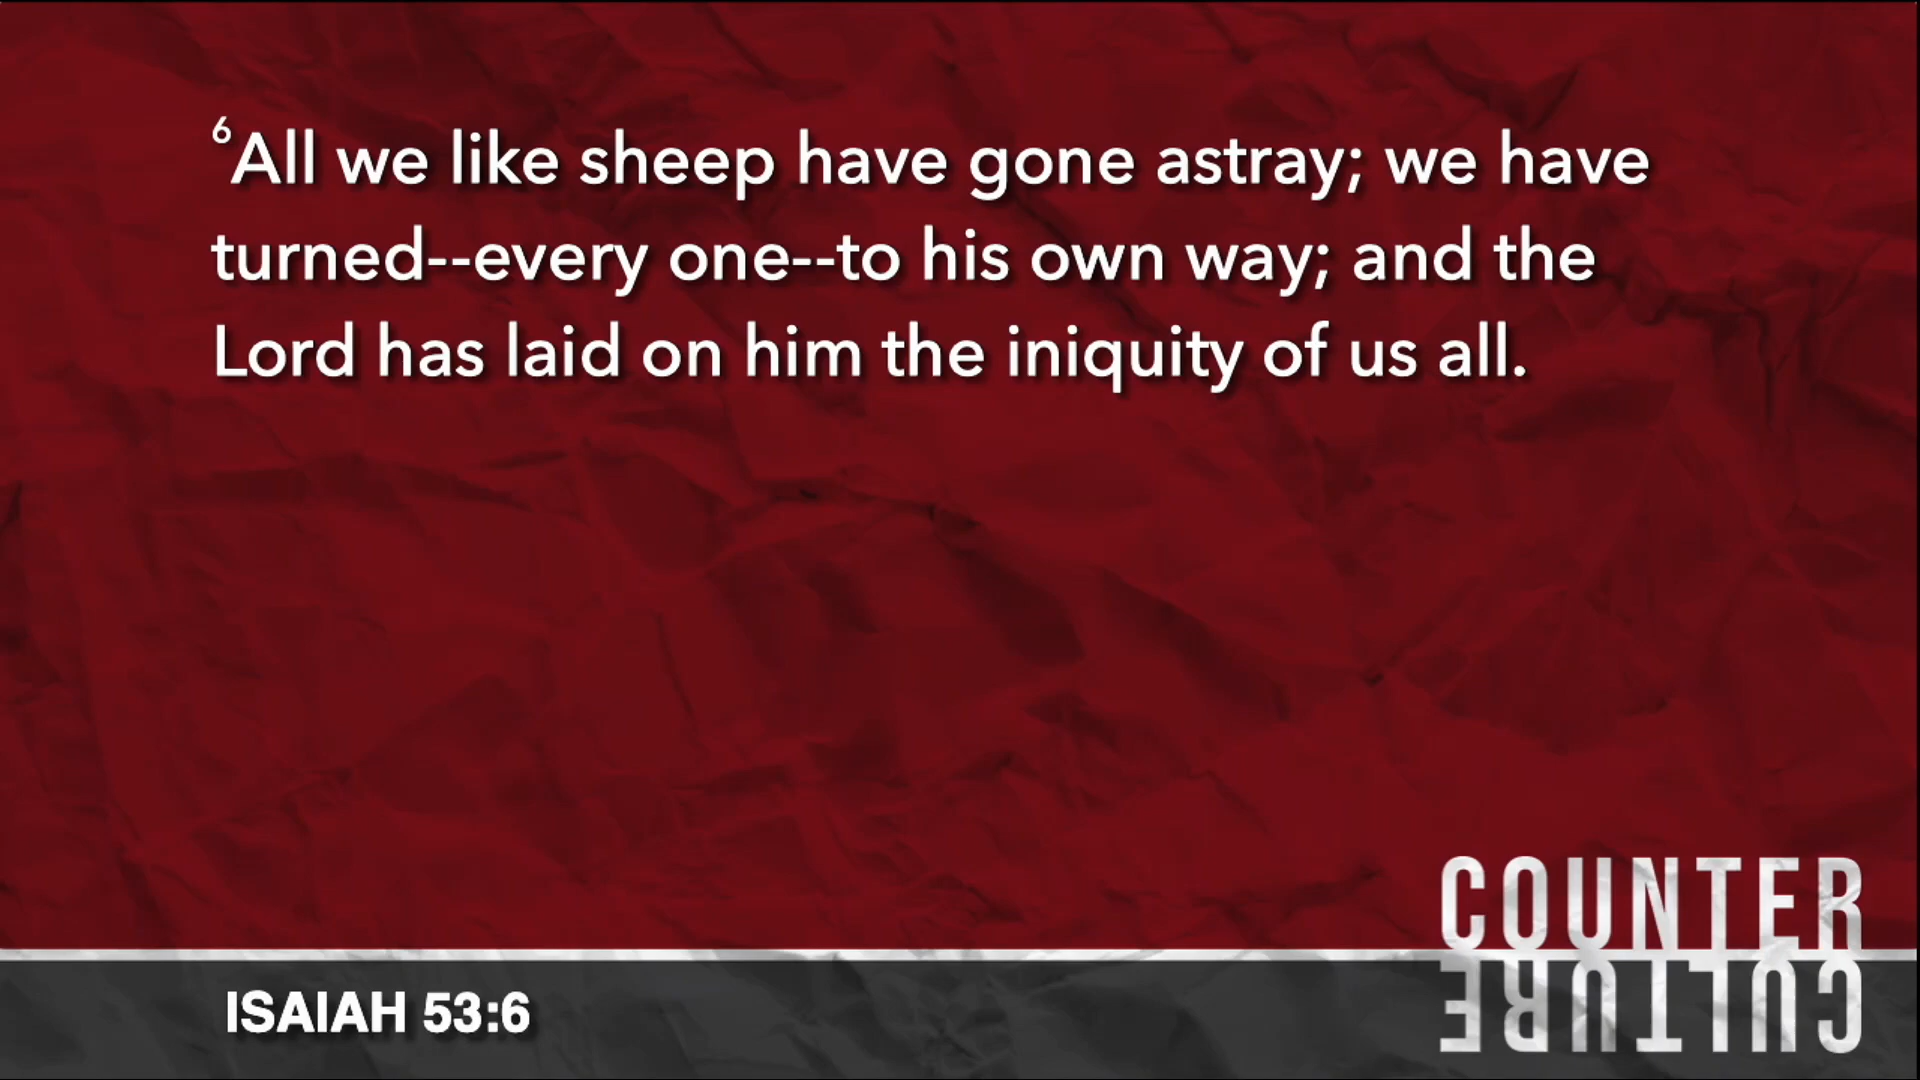 ⁶All we like sheep have gone astray; we have
turned--every one--to his own way; and the
Lord has laid on him the iniquity of us all.
COUNTER
CULTURE
ISAIAH 53:6